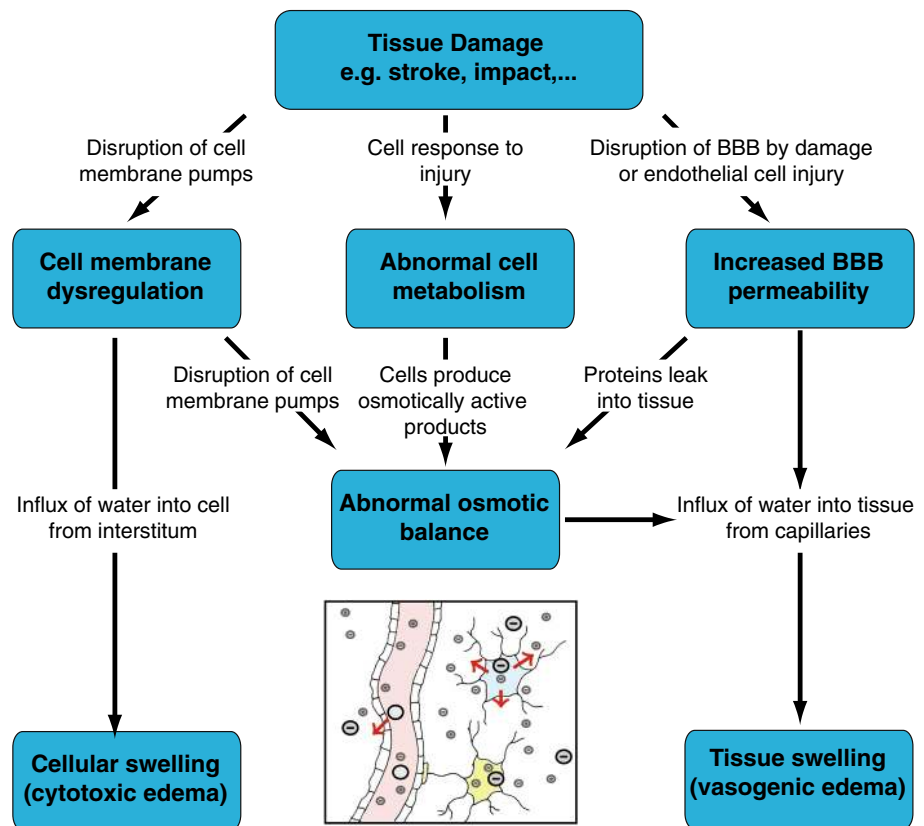 Tissue Damage
e.g. stroke, impact,...
Disruption of cell
membrane pumps
Cell response to
injury
Disruption of BBB by damage
or endothelial cell injury
Cell membrane
dysregulation
Abnormal cell
metabolism
Increased BBB
permeability
Disruption of cell
membrane pumps
Cells produce
osmotically active
products
Proteins leak
into tissue
Influx of water into cell
from interstitum
Abnormal osmotic
balance
Influx of water into tissue
from capillaries
Cellular swelling
(cytotoxic edema)
Tissue swelling
(vasogenic edema)